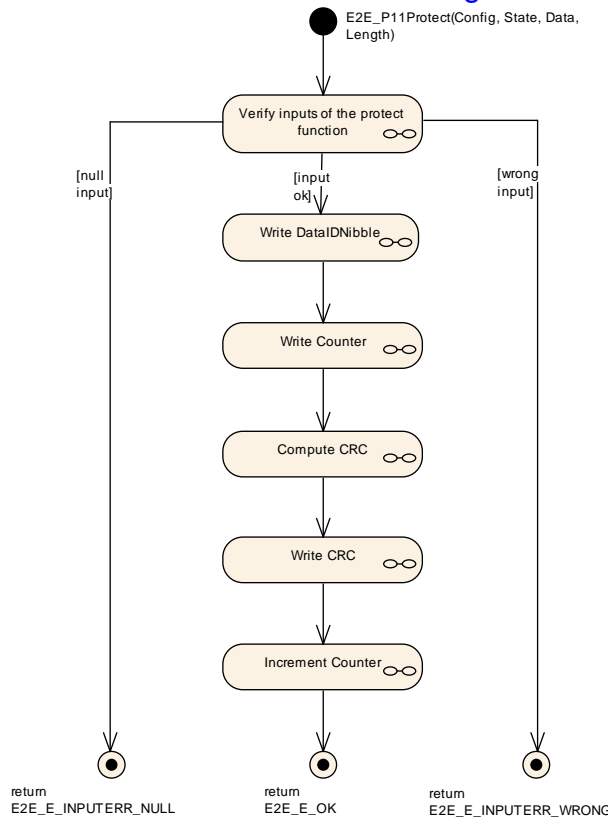 E2E_P11Protect(Config, State, Data,
Length)
Verify inputs of the protect
function
[null
input]
[input
ok]
[wrong
input]
Write DataIDNibble
Write Counter
Compute CRC
Write CRC
Increment Counter
return
E2E_E_INPUTERR_NULL
return
E2E_E_OK
return
E2E_E_INPUTERR_WRONG